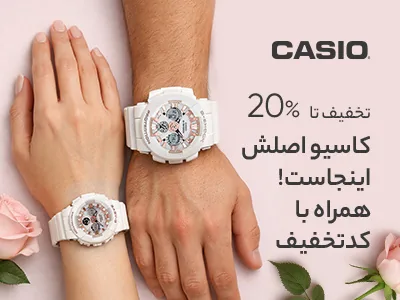 CASIO
تخفیف تا 20%
کاسیو اصلش
اینجاست!
همراه با
کدتخفیف